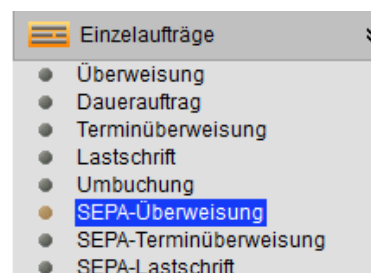 Einzelaufträge
Überweisung
Dauerauftrag
Terminüberweisung
Lastschrift
Umbuchung
SEPA-Überweisung
SEPA-Terminüberweisung
SEPA-Lastschrift